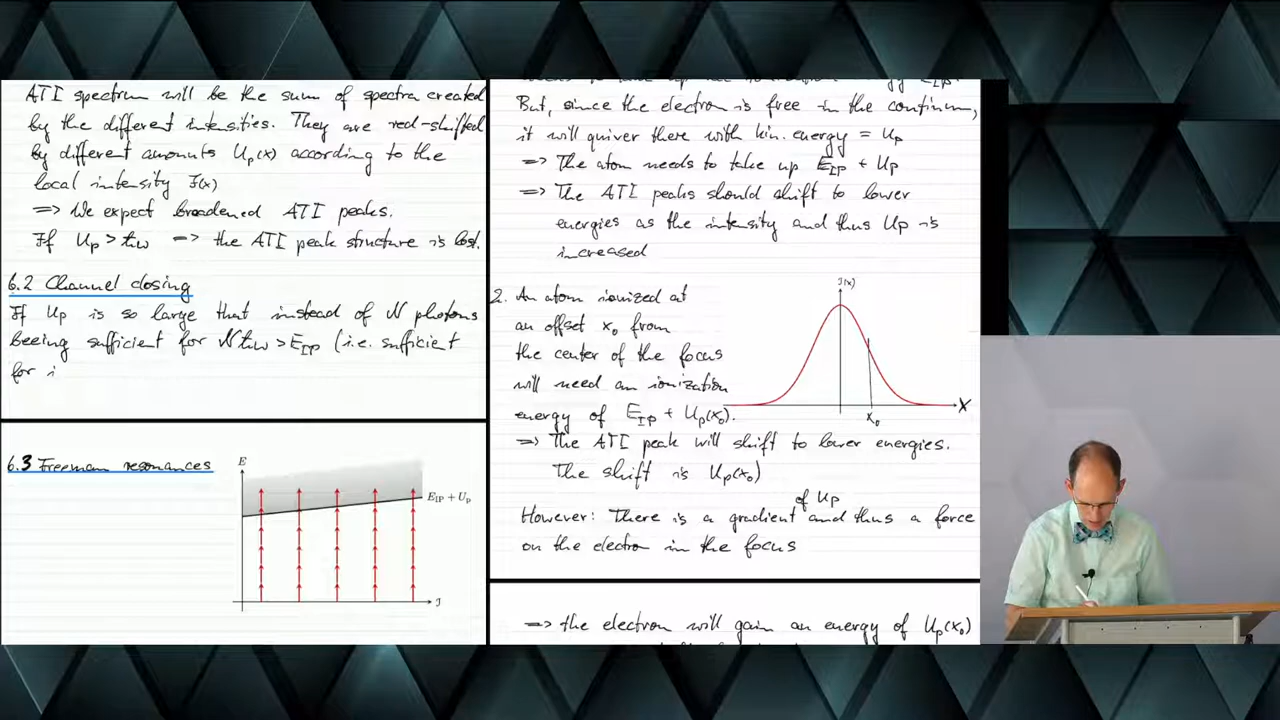 ATI spectrum will be the sum of spectra created
by the different intensities. They are red-shifted
by different amounts Up(x) according to the
local intensity I(x)
=> We expect broadened ATI peaks.
If Up > ħω => the ATI peak structure is lost.
6.2 Channel closing
If Up is so large that instead of N photons
beeing sufficient for Nħω > E_IP (i.e. sufficient
for i
6.3 Freeman resonances
E
E_IP + U_p
I
But, since the electron is free in the continuum,
it will quiver there with kin. energy = Up
=> The atom needs to take up E_IP + Up
=> The ATI peaks should shift to lower
energies as the intensity and thus Up is
increased
2. An atom ionized at
an offset x₀ from
the center of the focus
will need an ionization
energy of E_IP + Up(x₀).
I(x)
x₀
X
=> The ATI peak will shift to lower energies.
The shift is Up(x₀)
of Up
However: There is a gradient and thus a force
on the electron in the focus
=> the electron will gain an energy of Up(x₀)